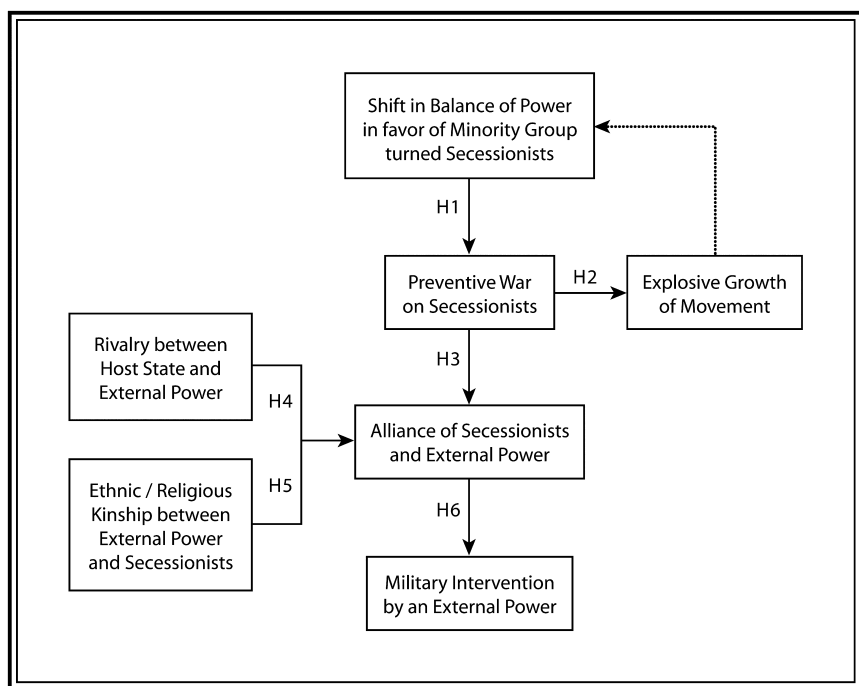 Shift in Balance of Power
in favor of Minority Group
turned Secessionists
H1
Preventive War
on Secessionists
H2
Explosive Growth
of Movement
H3
Rivalry between
Host State and
External Power
H4
Alliance of Secessionists
and External Power
H5
Ethnic / Religious
Kinship between
External Power
and Secessionists
H6
Military Intervention
by an External Power